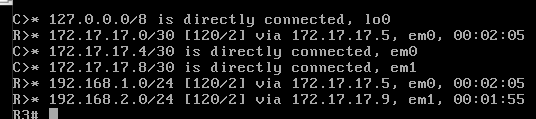 C>* 127.0.0.0/8 is directly connected, lo0
R>* 172.17.17.0/30 [120/2] via 172.17.17.5, em0, 00:02:05
C>* 172.17.17.4/30 is directly connected, em0
C>* 172.17.17.8/30 is directly connected, em1
R>* 192.168.1.0/24 [120/2] via 172.17.17.5, em0, 00:02:05
R>* 192.168.2.0/24 [120/2] via 172.17.17.9, em1, 00:01:55
R3#